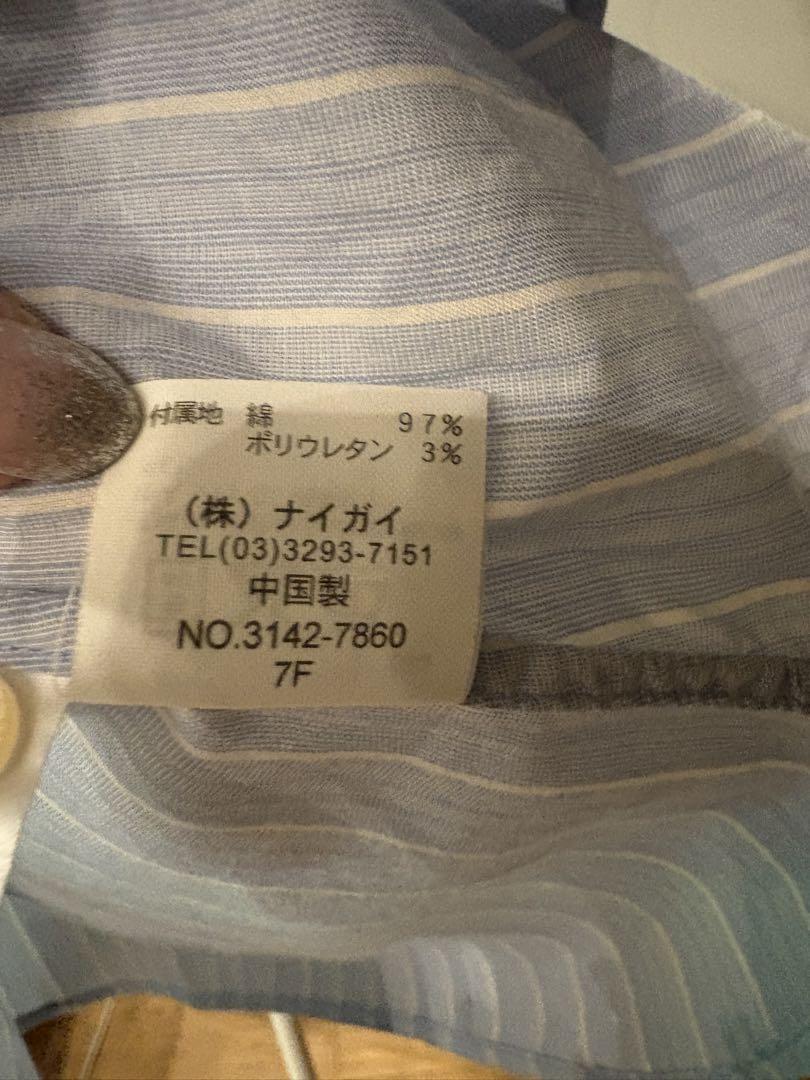 付属地 綿 97%
ポリウレタン 3%
(株)ナイガイ
TEL(03)3293-7151
中国製
NO.3142-7860
7F